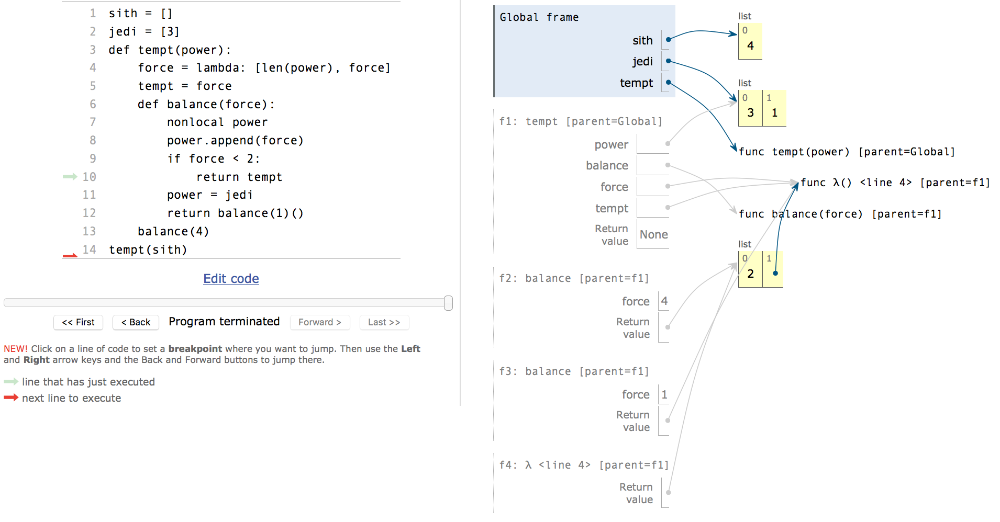 1 sith = []
2 jedi = [3]
3 def tempt(power):
4     force = lambda: [len(power), force]
5     tempt = force
6     def balance(force):
7         nonlocal power
8         power.append(force)
9         if force < 2:
10             return tempt
11         power = jedi
12         return balance(1)()
13     balance(4)
14 tempt(sith)
Edit code
<< First < Back Program terminated Forward > Last >>
NEW! Click on a line of code to set a breakpoint where you want to jump. Then use the Left
and Right arrow keys and the Back and Forward buttons to jump there.
line that has just executed
next line to execute
Global frame
sith
jedi
tempt
f1: tempt [parent=Global]
power
balance
force
tempt
Return
value
None
f2: balance [parent=f1]
force 4
Return
value
f3: balance [parent=f1]
force 1
Return
value
f4: λ <line 4> [parent=f1]
Return
value
list
0
4
list
0 1
3 1
func tempt(power) [parent=Global]
func λ() <line 4> [parent=f1]
func balance(force) [parent=f1]
list
0 1
2